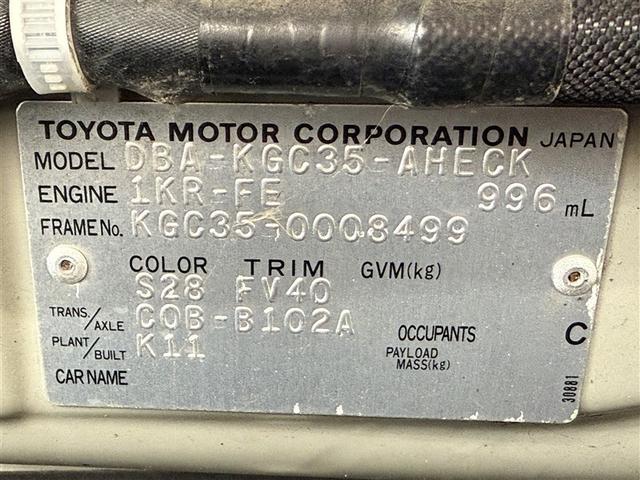 TOYOTA MOTOR CORPORATION JAPAN
MODEL DBA-KGC35-AHECK
ENGINE 1KR-FE 996 mL
FRAME No. KGC35-0008499
COLOR TRIM GVM(kg)
S28 FV40
TRANS./AXLE C0B-B102A
PLANT/BUILT K11
OCCUPANTS C
PAYLOAD MASS(kg)
CAR NAME
30881